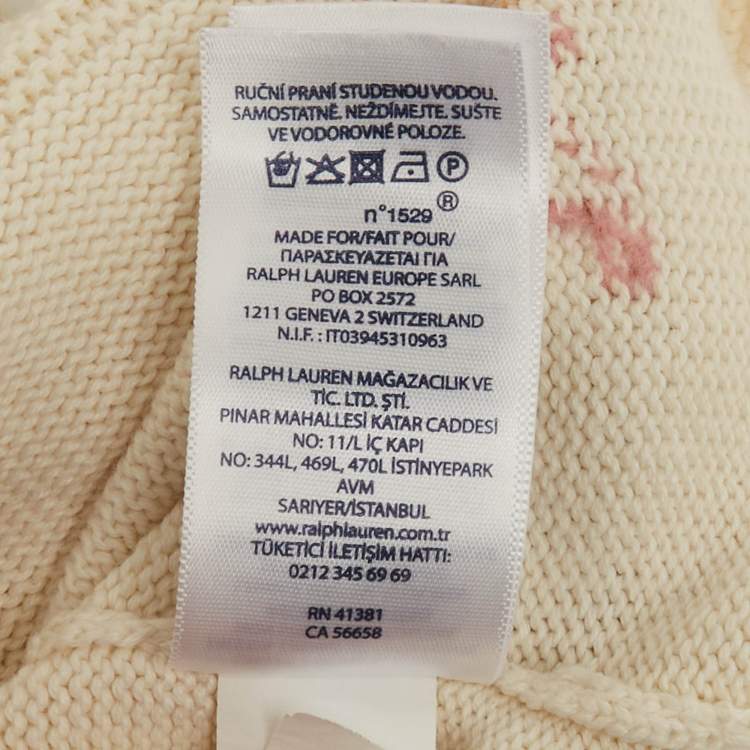 RUČNÍ PRANÍ STUDENOU VODOU.
SAMOSTATNĚ. NEŽDÍMEJTE. SUŠTE
VE VODOROVNÉ POLOZE.
P
n°1529®
MADE FOR/FAIT POUR/
ΠΑΡΑΣΚΕΥΑΖΕΤΑΙ ΓΙΑ
RALPH LAUREN EUROPE SARL
PO BOX 2572
1211 GENEVA 2 SWITZERLAND
N.I.F. : IT03945310963
RALPH LAUREN MAĞAZACILIK VE
TİC. LTD. ŞTİ.
PINAR MAHALLESİ KATAR CADDESİ
NO: 11/L İÇ KAPI
NO: 344L, 469L, 470L İSTİNYEPARK
AVM
SARIYER/İSTANBUL
www.ralphlauren.com.tr
TÜKETİCİ İLETİŞİM HATTI:
0212 345 69 69
RN 41381
CA 56658